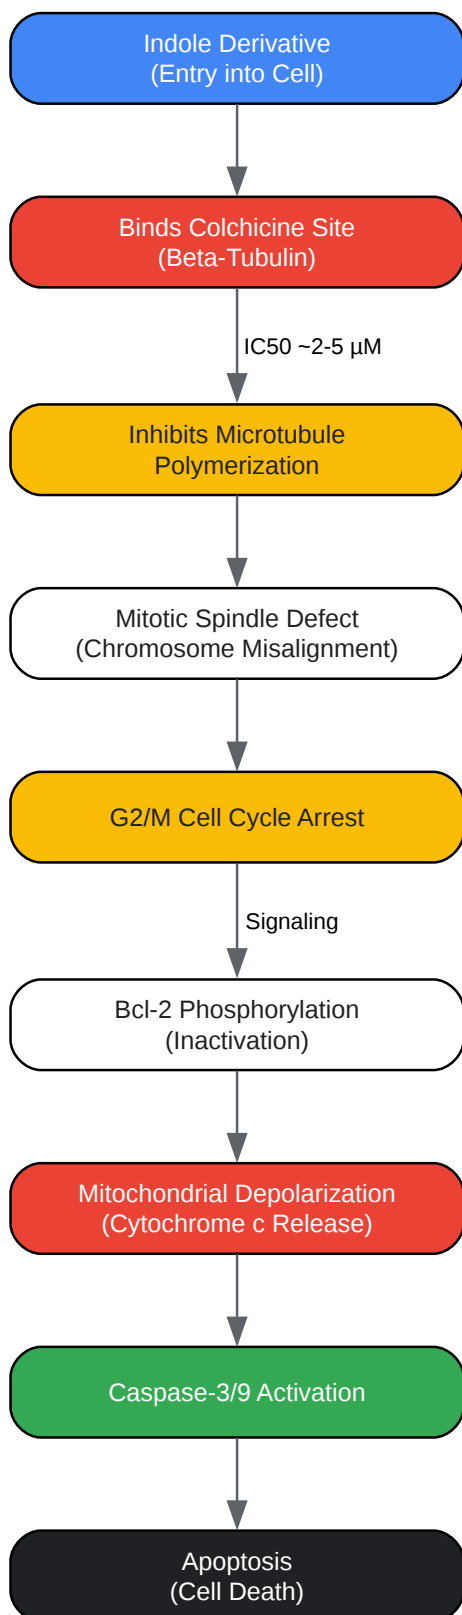 Indole Derivative
(Entry into Cell)
Binds Colchicine Site
(Beta-Tubulin)
IC50 ~2-5 µM
Inhibits Microtubule
Polymerization
Mitotic Spindle Defect
(Chromosome Misalignment)
G2/M Cell Cycle Arrest
Signaling
Bcl-2 Phosphorylation
(Inactivation)
Mitochondrial Depolarization
(Cytochrome c Release)
Caspase-3/9 Activation
Apoptosis
(Cell Death)